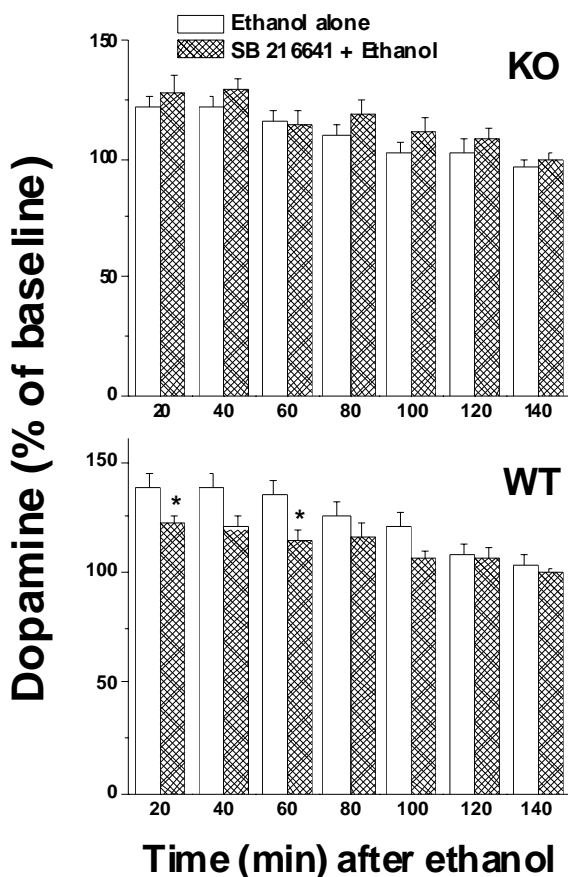 Ethanol alone
SB 216641 + Ethanol
KO
150
100
50
0
20 40 60 80 100 120 140
Dopamine (% of baseline)
WT
150
100
50
0
*
*
20 40 60 80 100 120 140
Time (min) after ethanol